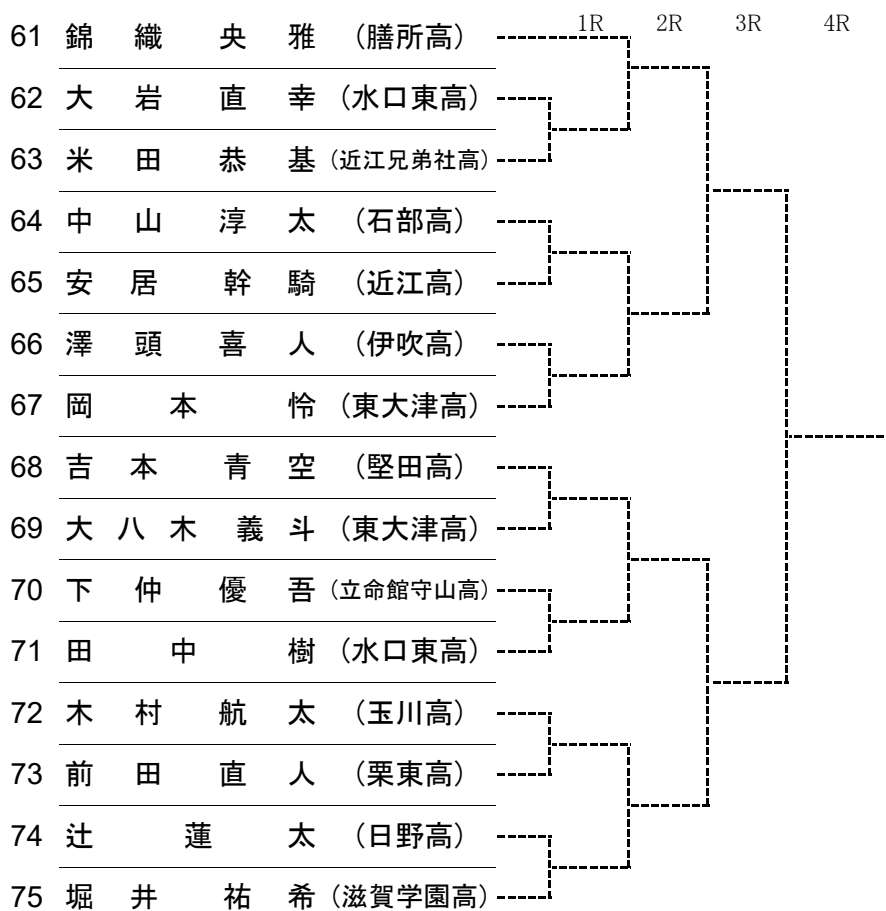 1R 2R 3R 4R
61 錦織央雅 (膳所高)
62 大岩直幸 (水口東高)
63 米田恭基 (近江兄弟社高)
64 中山淳太 (石部高)
65 安居幹騎 (近江高)
66 澤頭喜人 (伊吹高)
67 岡本怜 (東大津高)
68 吉本青空 (堅田高)
69 大八木義斗 (東大津高)
70 下仲優吾 (立命館守山高)
71 田中樹 (水口東高)
72 木村航太 (玉川高)
73 前田直人 (栗東高)
74 辻蓮太 (日野高)
75 堀井祐希 (滋賀学園高)